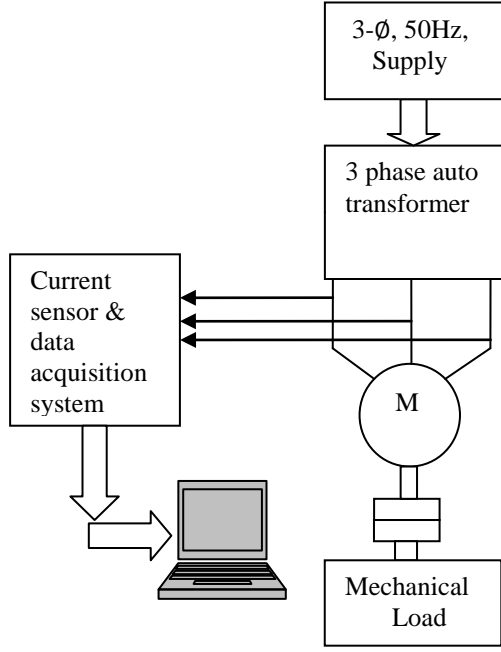 3-Ø, 50Hz,
Supply
3 phase auto
transformer
Current
sensor &
data
acquisition
system
M
Mechanical
Load